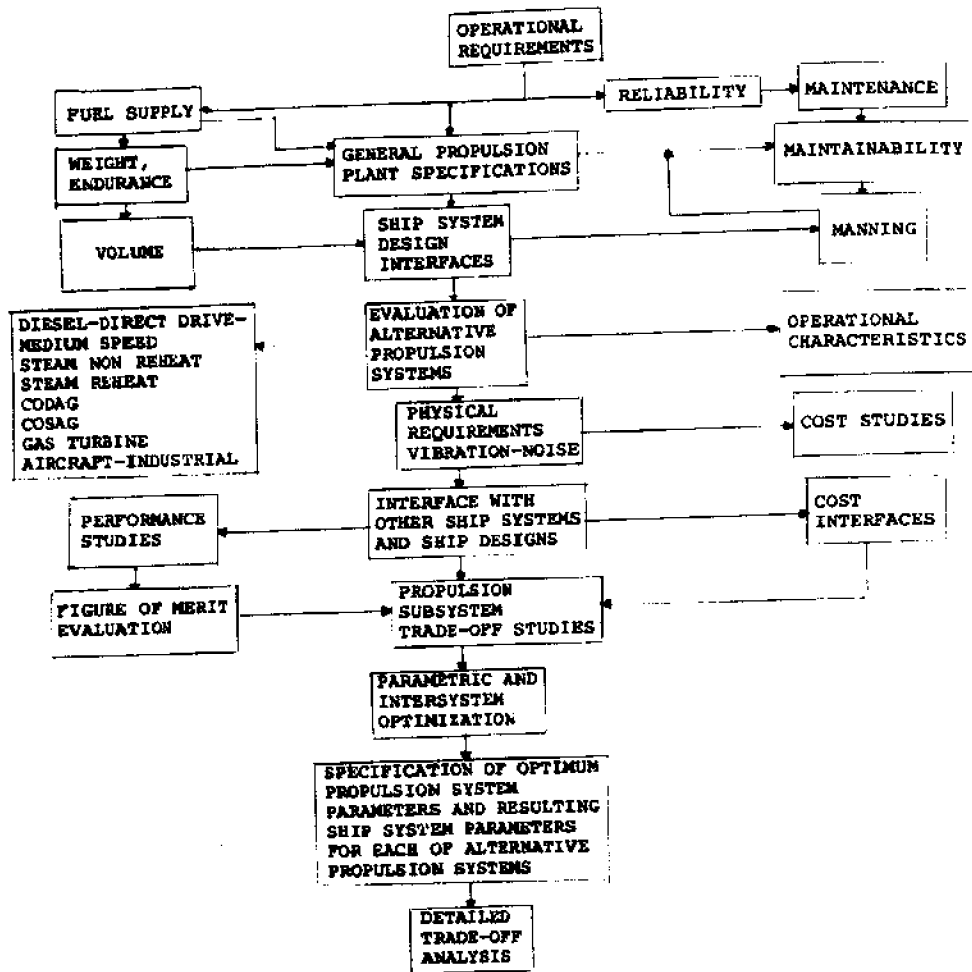 OPERATIONAL
REQUIREMENTS
FUEL SUPPLY
RELIABILITY
MAINTENANCE
WEIGHT,
ENDURANCE
GENERAL PROPULSION
PLANT SPECIFICATIONS
MAINTAINABILITY
VOLUME
SHIP SYSTEM
DESIGN
INTERFACES
MANNING
DIESEL-DIRECT DRIVE-
MEDIUM SPEED
STEAM NON REHEAT
STEAM REHEAT
CODAG
COSAG
GAS TURBINE
AIRCRAFT-INDUSTRIAL
EVALUATION OF
ALTERNATIVE
PROPULSION
SYSTEMS
OPERATIONAL
CHARACTERISTICS
PHYSICAL
REQUIREMENTS
VIBRATION-NOISE
COST STUDIES
PERFORMANCE
STUDIES
INTERFACE WITH
OTHER SHIP SYSTEMS
AND SHIP DESIGNS
COST
INTERFACES
FIGURE OF MERIT
EVALUATION
PROPULSION
SUBSYSTEM
TRADE-OFF STUDIES
PARAMETRIC AND
INTERSYSTEM
OPTIMIZATION
SPECIFICATION OF OPTIMUM
PROPULSION SYSTEM
PARAMETERS AND RESULTING
SHIP SYSTEM PARAMETERS
FOR EACH OF ALTERNATIVE
PROPULSION SYSTEMS
DETAILED
TRADE-OFF
ANALYSIS